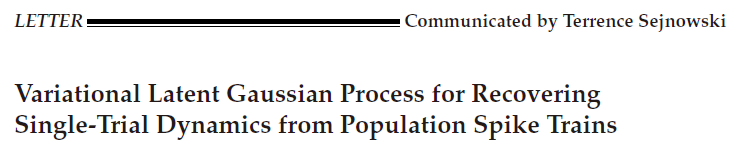 LETTER Communicated by Terrence Sejnowski
Variational Latent Gaussian Process for Recovering
Single-Trial Dynamics from Population Spike Trains